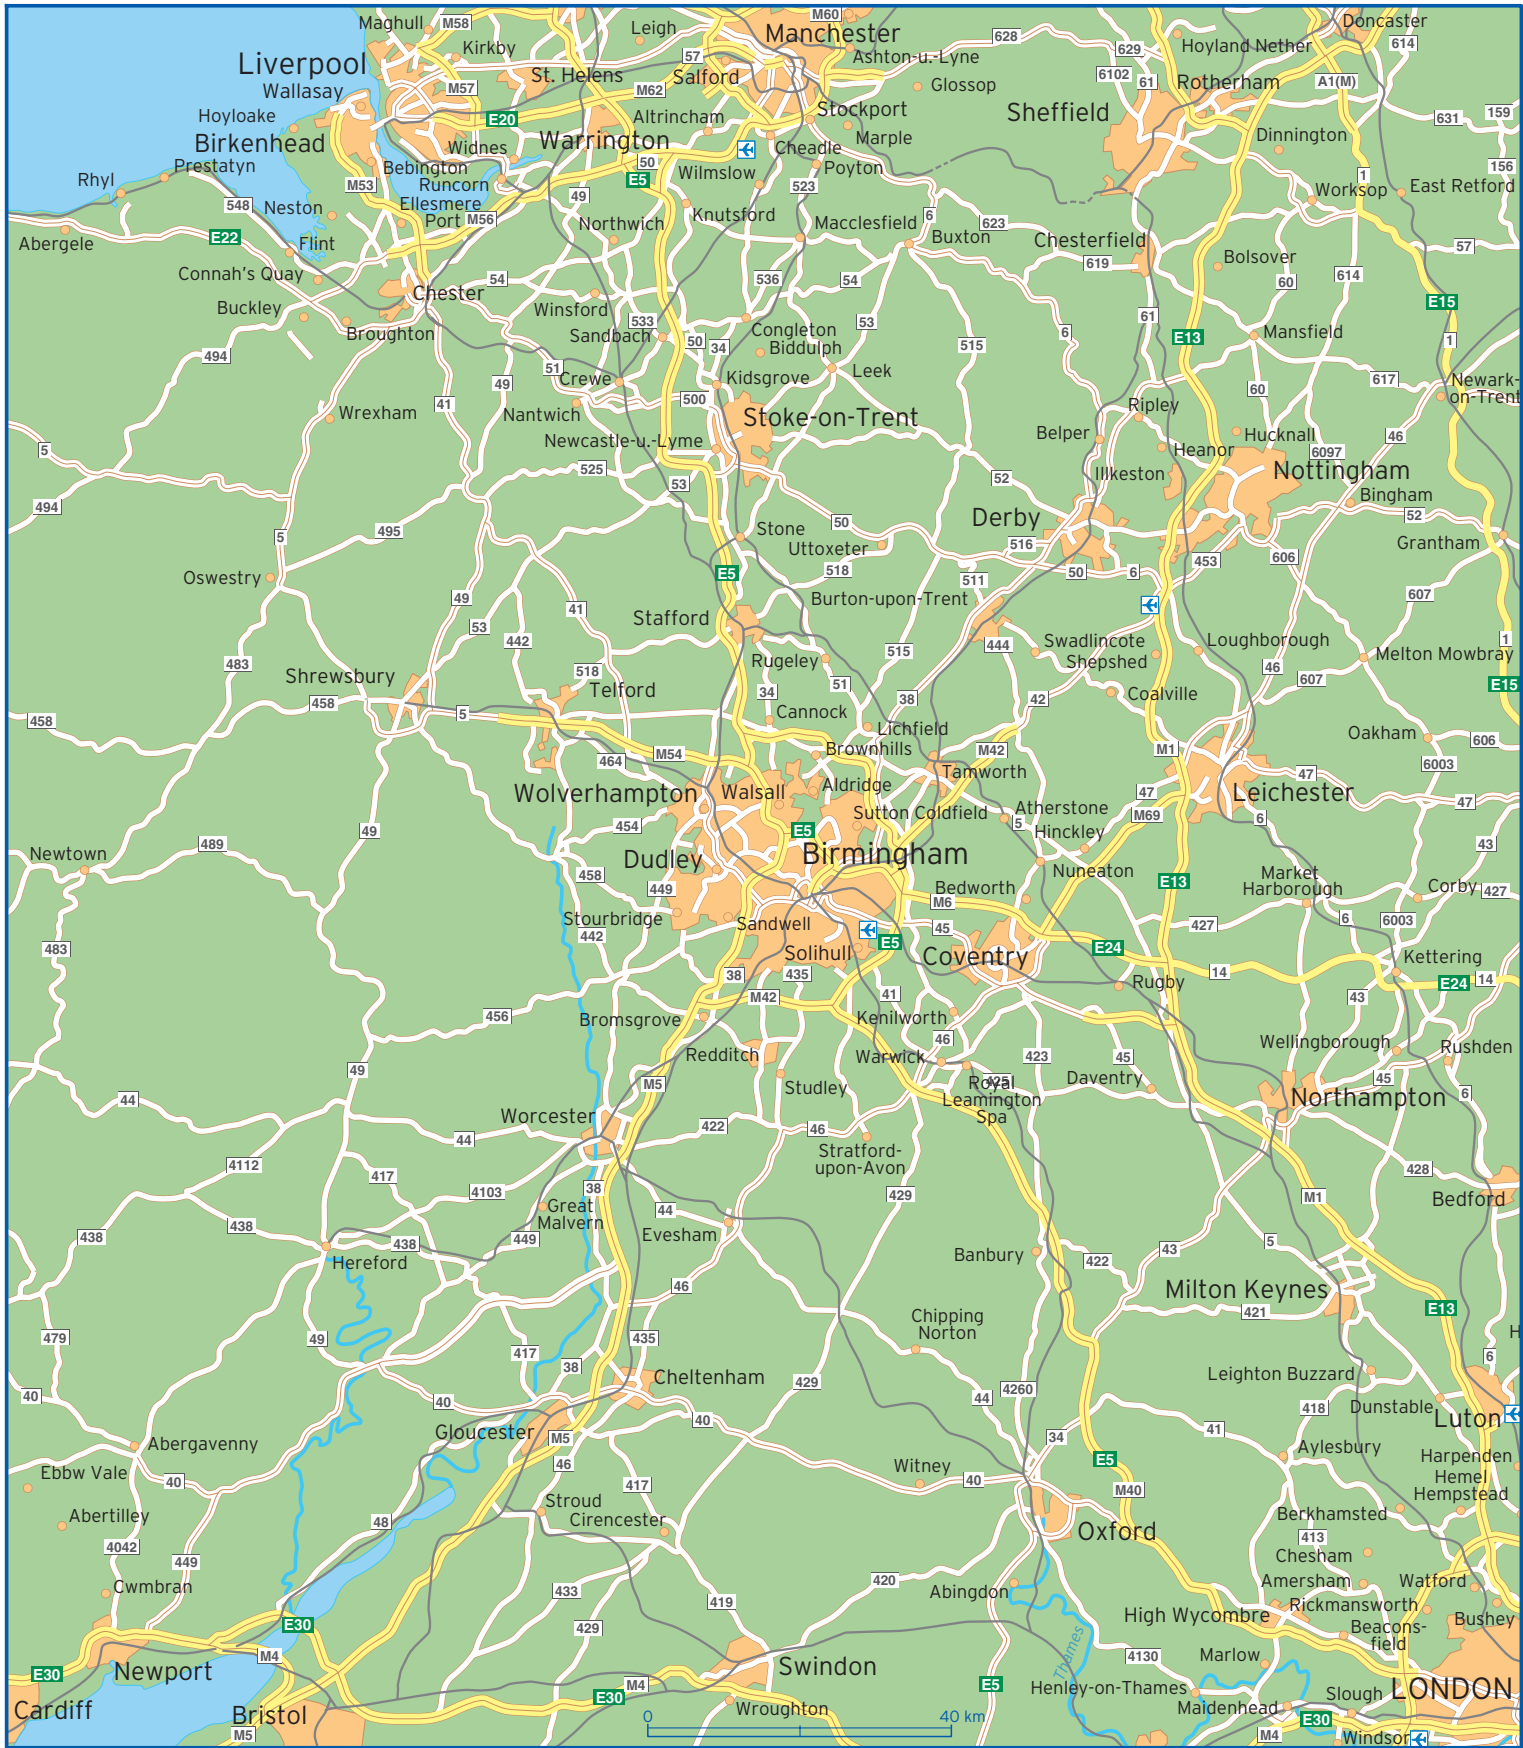 Maghull
M58
Leigh
M60
Manchester
Doncaster
Kirkby
57
628
629
Hoyland Nether
614
Liverpool
St. Helens
Salford
Ashton-u.-Lyne
6102
61
Rotherham
A1(M)
Wallasay
M57
M62
Glossop
Hoyloake
E20
Altrincham
Stockport
Sheffield
631
159
Birkenhead
Warrington
Marple
Dinnington
Widnes
Cheadle
Prestatyn
Bebington
50
Wilmslow
Poyton
156
Rhyl
M53
Runcorn
E5
523
1
Worksop
East Retford
548
Neston
Ellesmere
Port
M56
49
Northwich
Knutsford
Macclesfield
6
623
Abergele
E22
Flint
Buxton
Chesterfield
57
Connah's Quay
54
536
54
619
Bolsover
60
614
Buckley
Chester
Winsford
533
53
61
E15
Broughton
Sandbach
50
34
Congleton
Biddulph
6
E13
Mansfield
1
494
51
49
Crewe
Kidsgrove
Leek
515
60
617
Newark-
on-Trent
Wrexham
41
Nantwich
500
Stoke-on-Trent
Ripley
Belper
Hucknall
46
5
Newcastle-u.-Lyme
Heanor
6097
525
53
52
Illkeston
Nottingham
494
Bingham
5
495
Stone
50
Derby
52
Uttoxeter
516
Grantham
Oswestry
E5
518
511
50
6
453
606
49
41
Burton-upon-Trent
607
53
442
Stafford
Swadlincote
Loughborough
1
483
Rugeley
515
444
Shepshed
46
Melton Mowbray
Shrewsbury
518
Telford
34
51
38
42
Coalville
607
E15
458
458
5
Cannock
Lichfield
Oakham
606
464
M54
Brownhills
M42
M1
6003
Wolverhampton
Walsall
Aldridge
Tamworth
47
Leichester
47
47
454
E5
Sutton Coldfield
Atherstone
M69
49
5
Hinckley
6
43
489
Dudley
Birmingham
Newtown
458
449
Nuneaton
E13
Market
Harborough
Corby
427
Bedworth
M6
Stourbridge
442
Sandwell
45
427
6
6003
483
Solihull
E5
Coventry
E24
14
Kettering
38
435
Rugby
E24
14
M42
41
43
456
Bromsgrove
Kenilworth
Wellingborough
Rushden
Redditch
Warwick
46
423
45
49
M5
Studley
425
Royal
Leamington
Spa
Daventry
45
6
44
Worcester
422
46
Northampton
44
4112
Stratford-
upon-Avon
428
417
4103
38
429
M1
Bedford
Great
Malvern
44
438
438
438
449
Evesham
43
5
Hereford
Banbury
422
46
Milton Keynes
479
49
435
Chipping
Norton
421
E13
417
38
H
6
40
Cheltenham
429
4260
44
Leighton Buzzard
40
40
418
Dunstable
Luton
Gloucester
M5
34
41
Abergavenny
46
Aylesbury
Harpenden
Ebbw Vale
40
417
Witney
40
E5
Hemel
Hempstead
M40
Stroud
Cirencester
Berkhamsted
Abertilley
48
Oxford
413
4042
449
Chesham
Cwmbran
433
420
Abingdon
Amersham
Watford
419
High Wycombe
Rickmansworth
Bushey
E30
429
Beacons-
field
Thames
M4
4130
Marlow
E30
Newport
Swindon
E5
Henley-on-Thames
LONDON
M4
Slough
Cardiff
E30
Wroughton
Maidenhead
Bristol
0
40 km
E30
M5
M4
Windsor